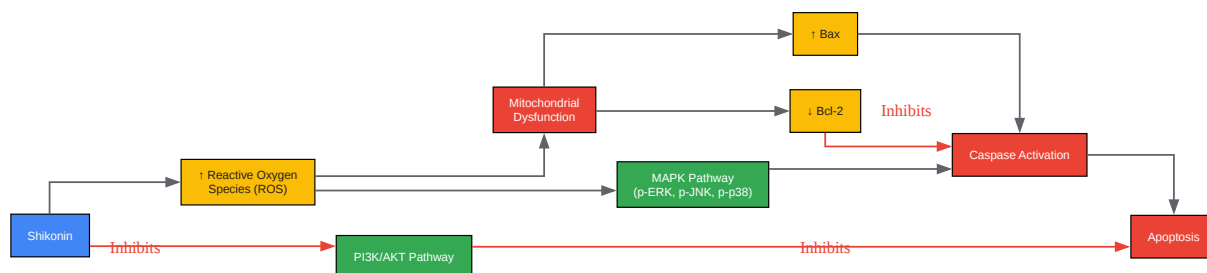 ↑ Bax
Mitochondrial
Dysfunction
↓ Bcl-2
Inhibits
Caspase Activation
↑ Reactive Oxygen
Species (ROS)
MAPK Pathway
(p-ERK, p-JNK, p-p38)
Shikonin
Inhibits
PI3K/AKT Pathway
Inhibits
Apoptosis